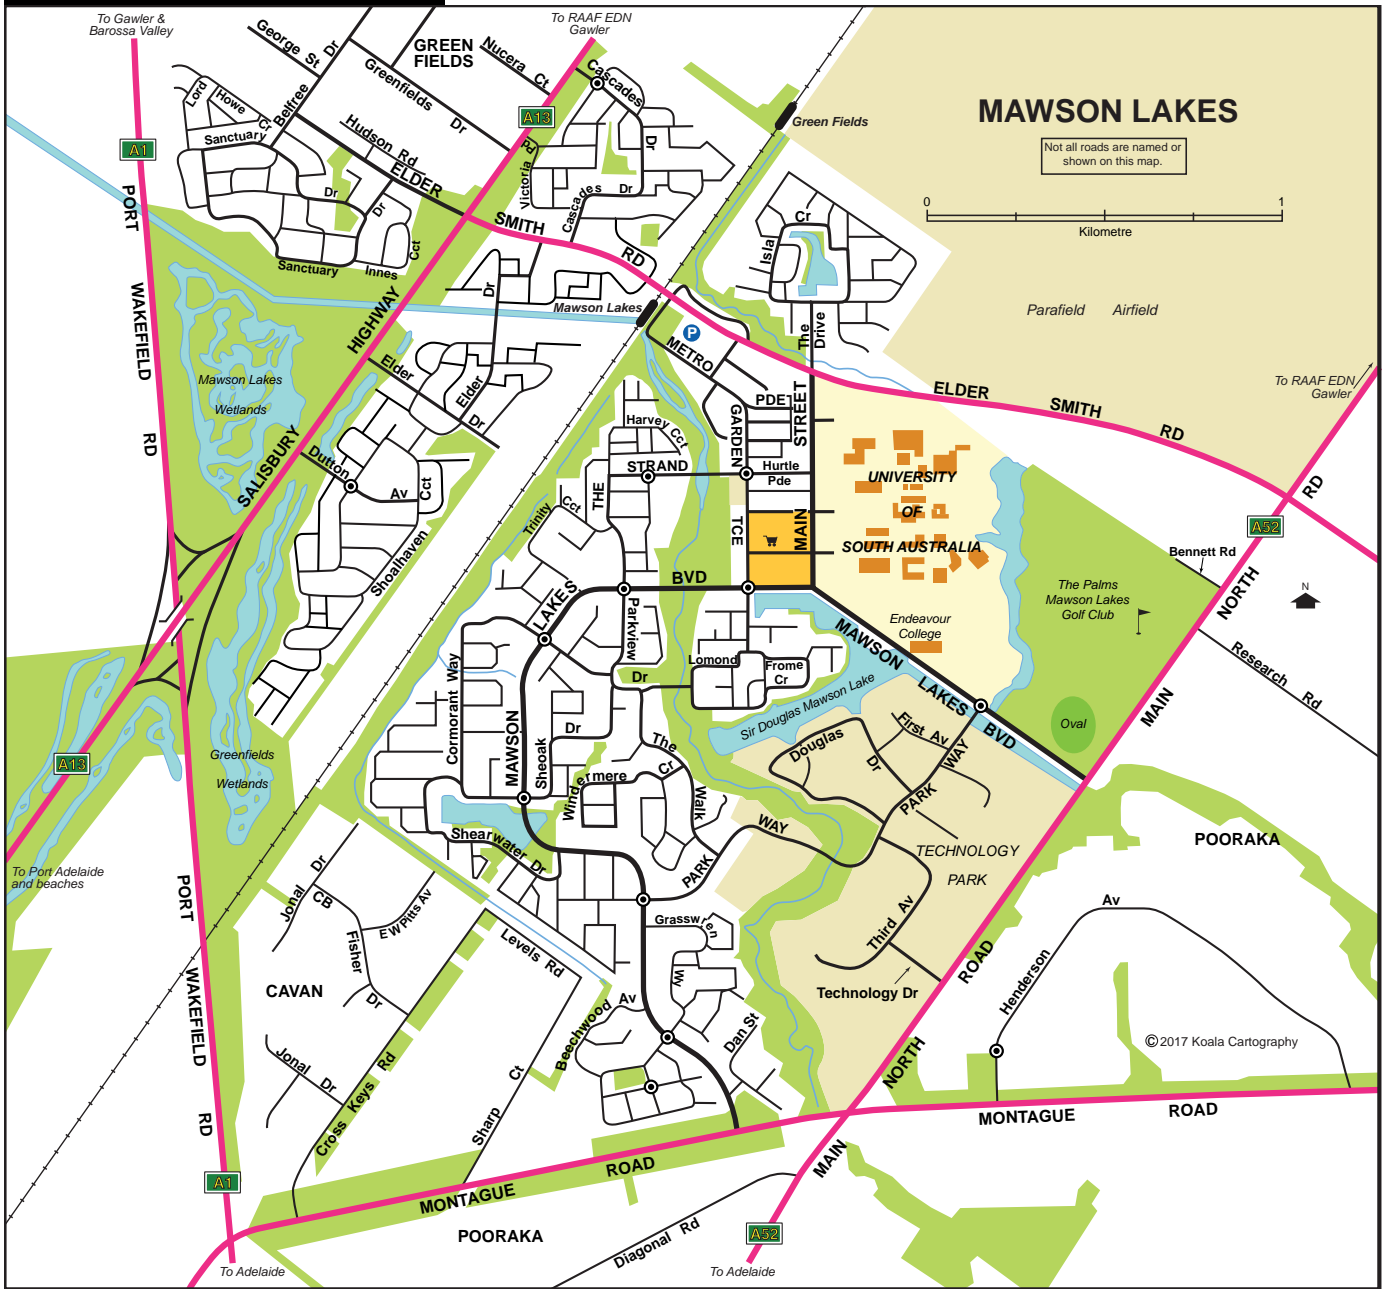 To Gawler &
Barossa Valley
To RAAF EDN
Gawler
George St
Belfree Dr
GREEN
FIELDS
Nucera Ct
Greenfields Dr
Cascades Dr
A13
Lord
Howe Cr
Hudson Rd
Sanctuary Dr
ELDER
Victoria Pd
Cascades Dr
Green Fields
MAWSON LAKES
Not all roads are named or
shown on this map.
0
1
Kilometre
A1
PORT
WAKEFIELD
RD
SMITH
RD
Isla Cr
Dr
Sanctuary
Innes Cct
HIGHWAY
SALISBURY
Dr
Mawson Lakes
P
METRO
The Drive
Parafield Airfield
To RAAF EDN
Gawler
Mawson Lakes
Wetlands
Elder
Elder
Dr
PDE
STREET
ELDER
SMITH
RD
RD
Harvey Cct
GARDEN
TCE
STRAND
THE
Hurtle
Pde
MAIN
UNIVERSITY
OF
SOUTH AUSTRALIA
Dutton
Av
Cct
Trinity Cct
Shoalhaven
A52
Bennett Rd
NORTH
N
The Palms
Mawson Lakes
Golf Club
BVD
LAKES
MAWSON
Parkview
Dr
Endeavour
College
MAWSON
LAKES
BVD
Lomond
Frome
Cr
Sir Douglas Mawson Lake
Research Rd
MAIN
Oval
Cormorant Way
Sheoak
Dr
The
Walk
Windermere
Cr
Douglas
Dr
First Av
PARK
WAY
A13
Greenfields
Wetlands
Shearwater Dr
PARK
WAY
TECHNOLOGY
PARK
POORAKA
To Port Adelaide
and beaches
PORT
WAKEFIELD
RD
Jonal Dr
CB
Fisher
Dr
E W Pitts Av
Levels Rd
Grasswren
Wy
Third Av
Technology Dr
ROAD
Henderson
Av
CAVAN
Beechwood Av
Dan St
©2017 Koala Cartography
Jonal Dr
Cross Keys Rd
Sharp Ct
NORTH
MONTAGUE
ROAD
MAIN
A1
MONTAGUE
ROAD
POORAKA
Diagonal Rd
A52
To Adelaide
To Adelaide